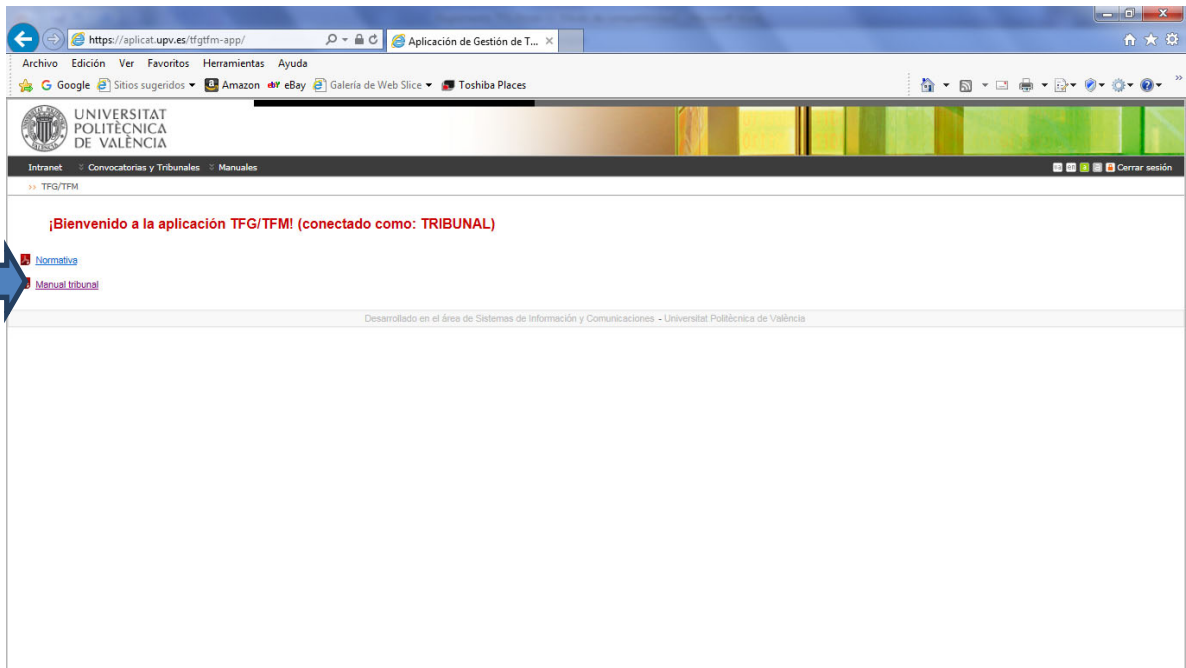 https://aplicat.upv.es/tfgtfm-app/
Aplicación de Gestión de T...
Archivo Edición Ver Favoritos Herramientas Ayuda
Google Sitios sugeridos Amazon eBay Galería de Web Slice Toshiba Places
UNIVERSITAT
POLITÈCNICA
DE VALÈNCIA
Intranet Convocatorias y Tribunales Manuales Cerrar sesión
>> TFG/TFM
¡Bienvenido a la aplicación TFG/TFM! (conectado como: TRIBUNAL)
Normativa
Manual tribunal
Desarrollado en el área de Sistemas de Información y Comunicaciones - Universitat Politècnica de València